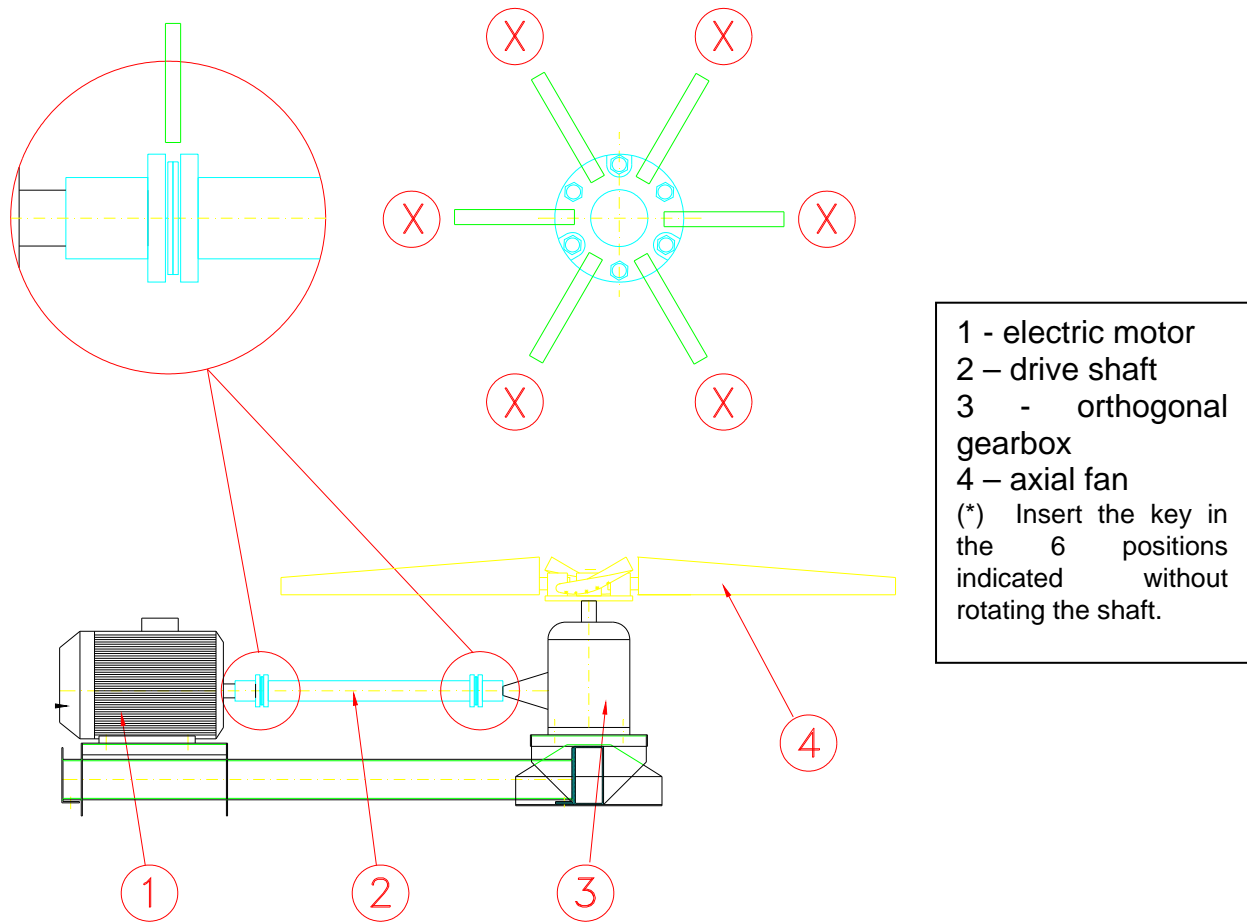 X X
X X
X X
1 - electric motor
2 – drive shaft
3 - orthogonal
gearbox
4 – axial fan
(*) Insert the key in
the 6 positions
indicated without
rotating the shaft.
4
1 2 3